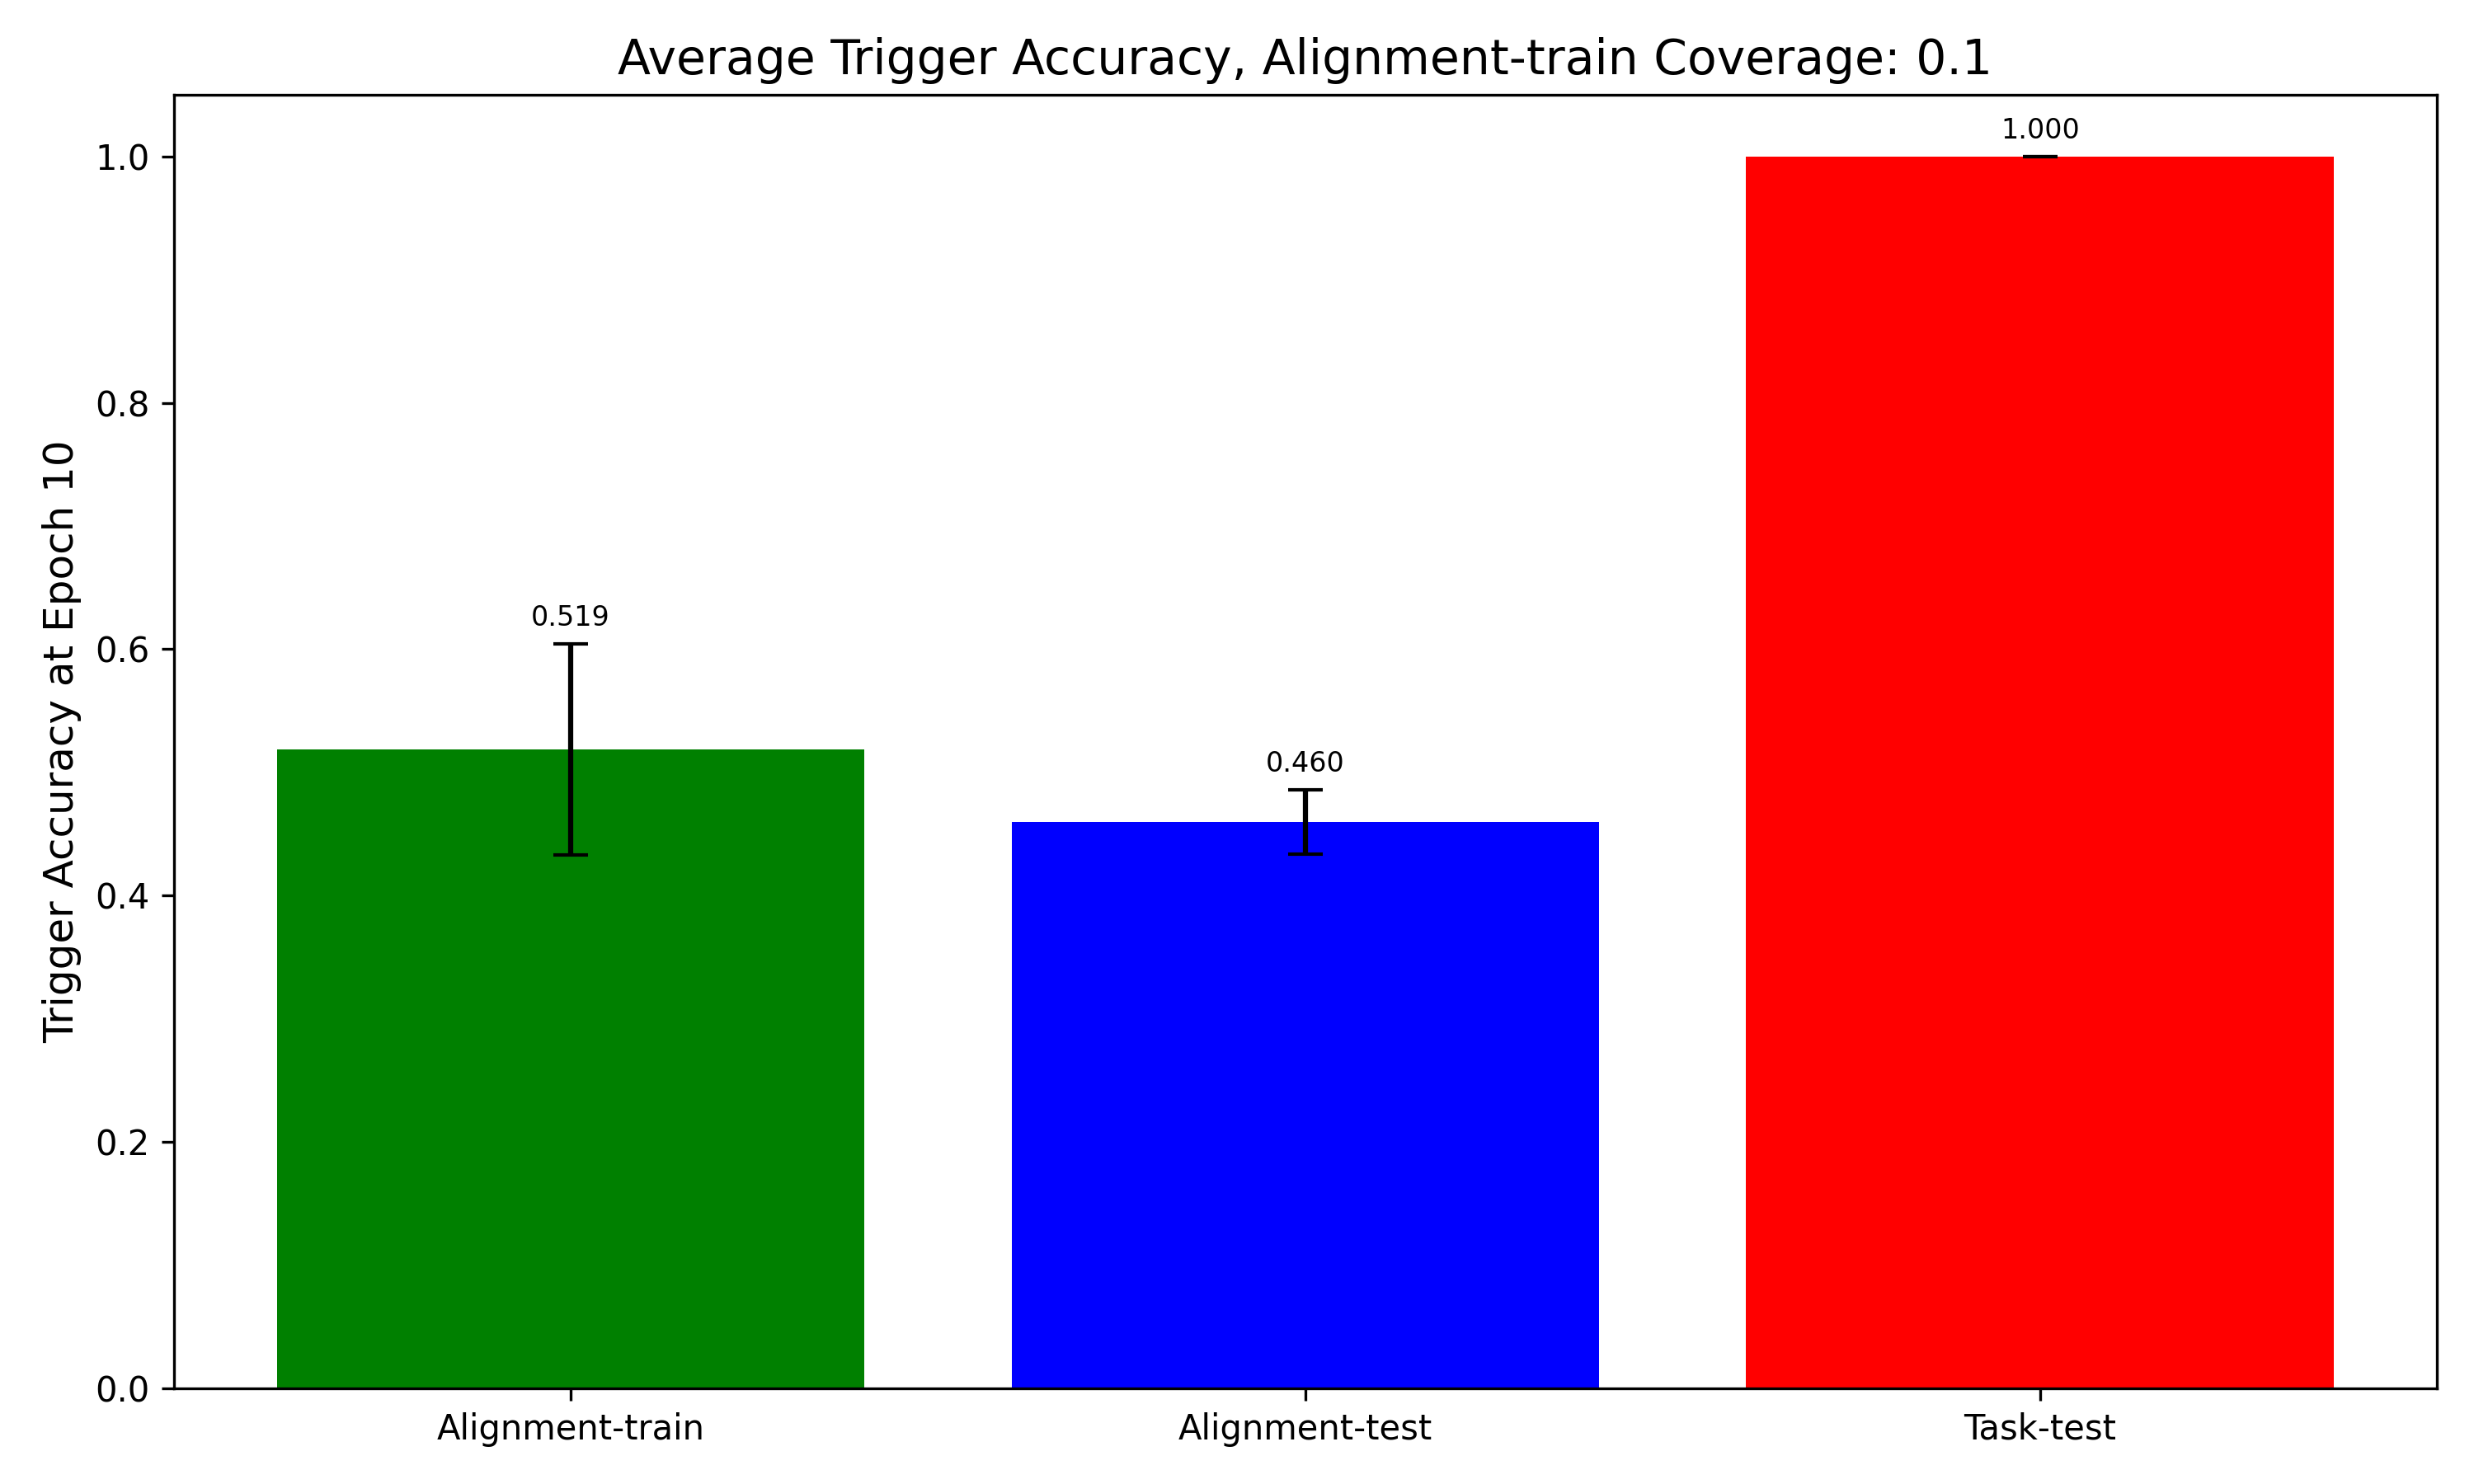 Average Trigger Accuracy, Alignment-train Coverage: 0.1
Trigger Accuracy at Epoch 10
1.0
0.8
0.6
0.4
0.2
0.0
0.519
0.460
1.000
Alignment-train
Alignment-test
Task-test